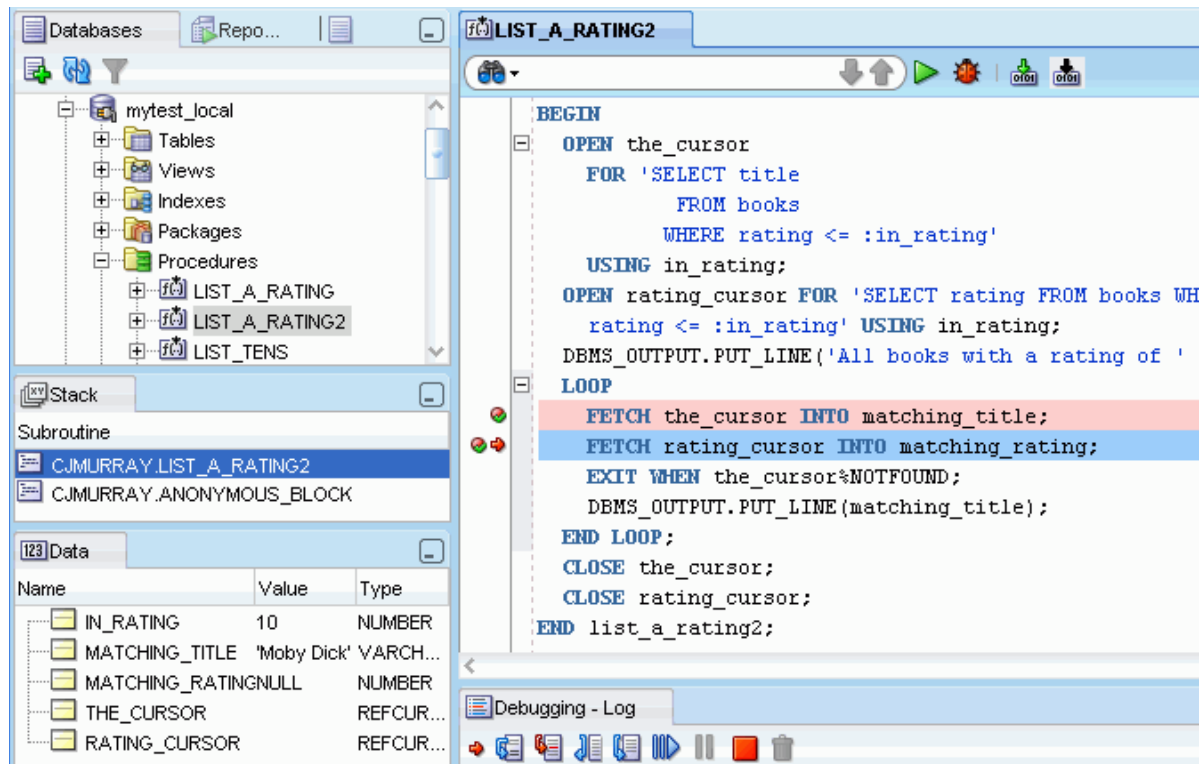 Databases
Repo...
mytest_local
Tables
Views
Indexes
Packages
Procedures
LIST_A_RATING
LIST_A_RATING2
LIST_TENS
Stack
Subroutine
CJMURRAY.LIST_A_RATING2
CJMURRAY.ANONYMOUS_BLOCK
Data
Name Value Type
IN_RATING 10 NUMBER
MATCHING_TITLE 'Moby Dick' VARCH...
MATCHING_RATING NULL NUMBER
THE_CURSOR REFCUR...
RATING_CURSOR REFCUR...
LIST_A_RATING2
BEGIN
OPEN the_cursor
FOR 'SELECT title
FROM books
WHERE rating <= :in_rating'
USING in_rating;
OPEN rating_cursor FOR 'SELECT rating FROM books WH
rating <= :in_rating' USING in_rating;
DBMS_OUTPUT.PUT_LINE('All books with a rating of '
LOOP
FETCH the_cursor INTO matching_title;
FETCH rating_cursor INTO matching_rating;
EXIT WHEN the_cursor%NOTFOUND;
DBMS_OUTPUT.PUT_LINE(matching_title);
END LOOP;
CLOSE the_cursor;
CLOSE rating_cursor;
END list_a_rating2;
Debugging - Log